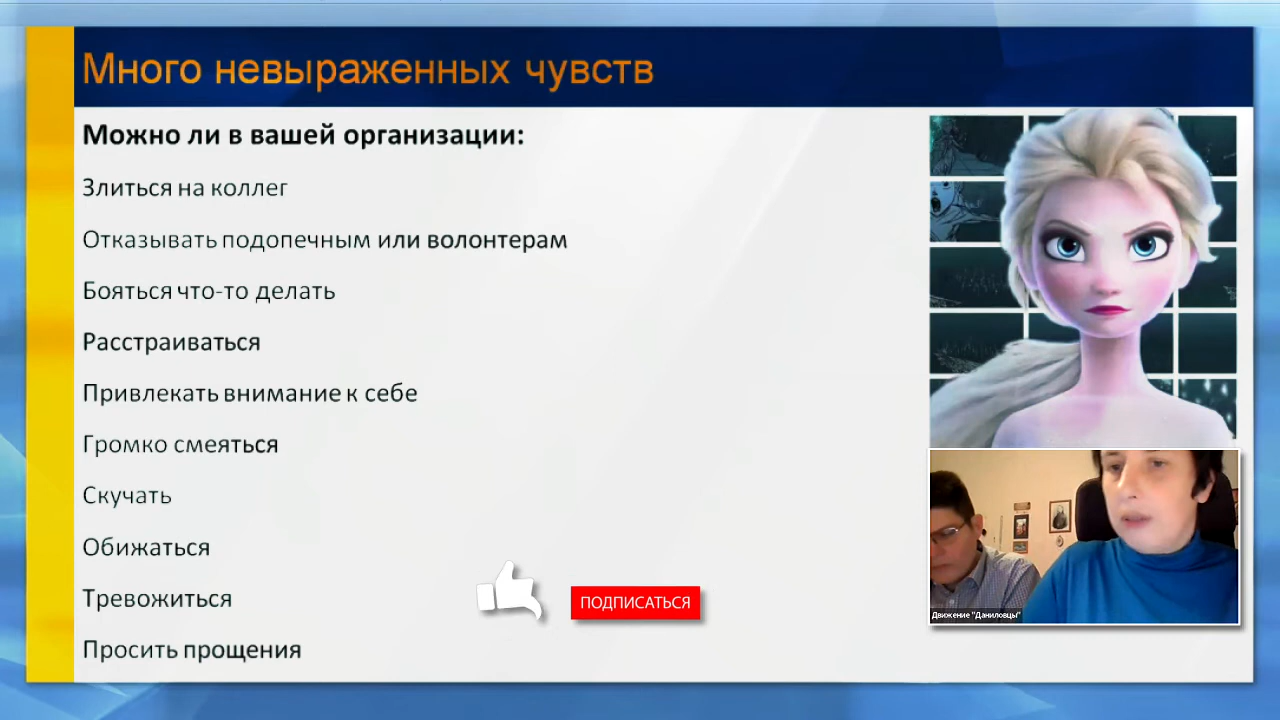 Много невыраженных чувств
Можно ли в вашей организации:
Злиться на коллег
Отказывать подопечным или волонтерам
Бояться что-то делать
Расстраиваться
Привлекать внимание к себе
Громко смеяться
Скучать
Обижаться
Тревожиться
Просить прощения
ПОДПИСАТЬСЯ
Движение "Даниловцы"